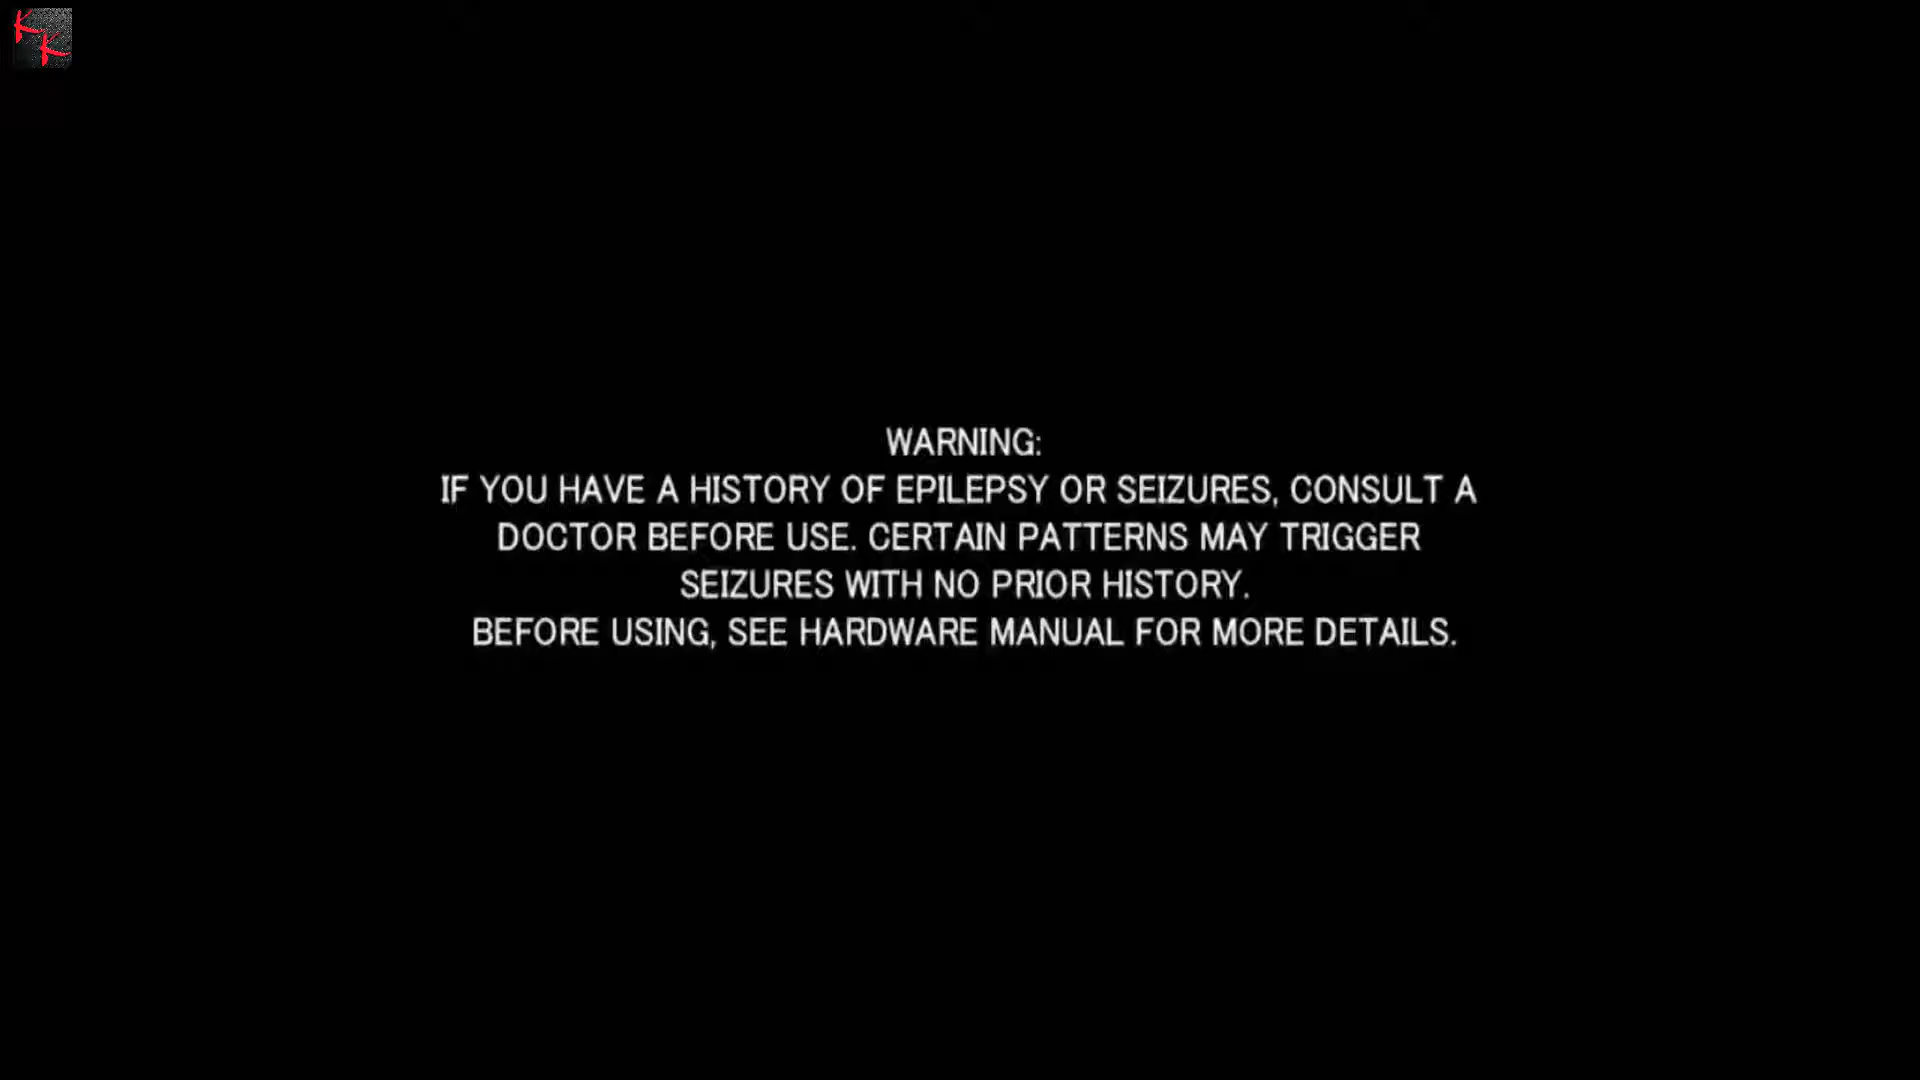 KK
WARNING:
IF YOU HAVE A HISTORY OF EPILEPSY OR SEIZURES, CONSULT A
DOCTOR BEFORE USE. CERTAIN PATTERNS MAY TRIGGER
SEIZURES WITH NO PRIOR HISTORY.
BEFORE USING, SEE HARDWARE MANUAL FOR MORE DETAILS.